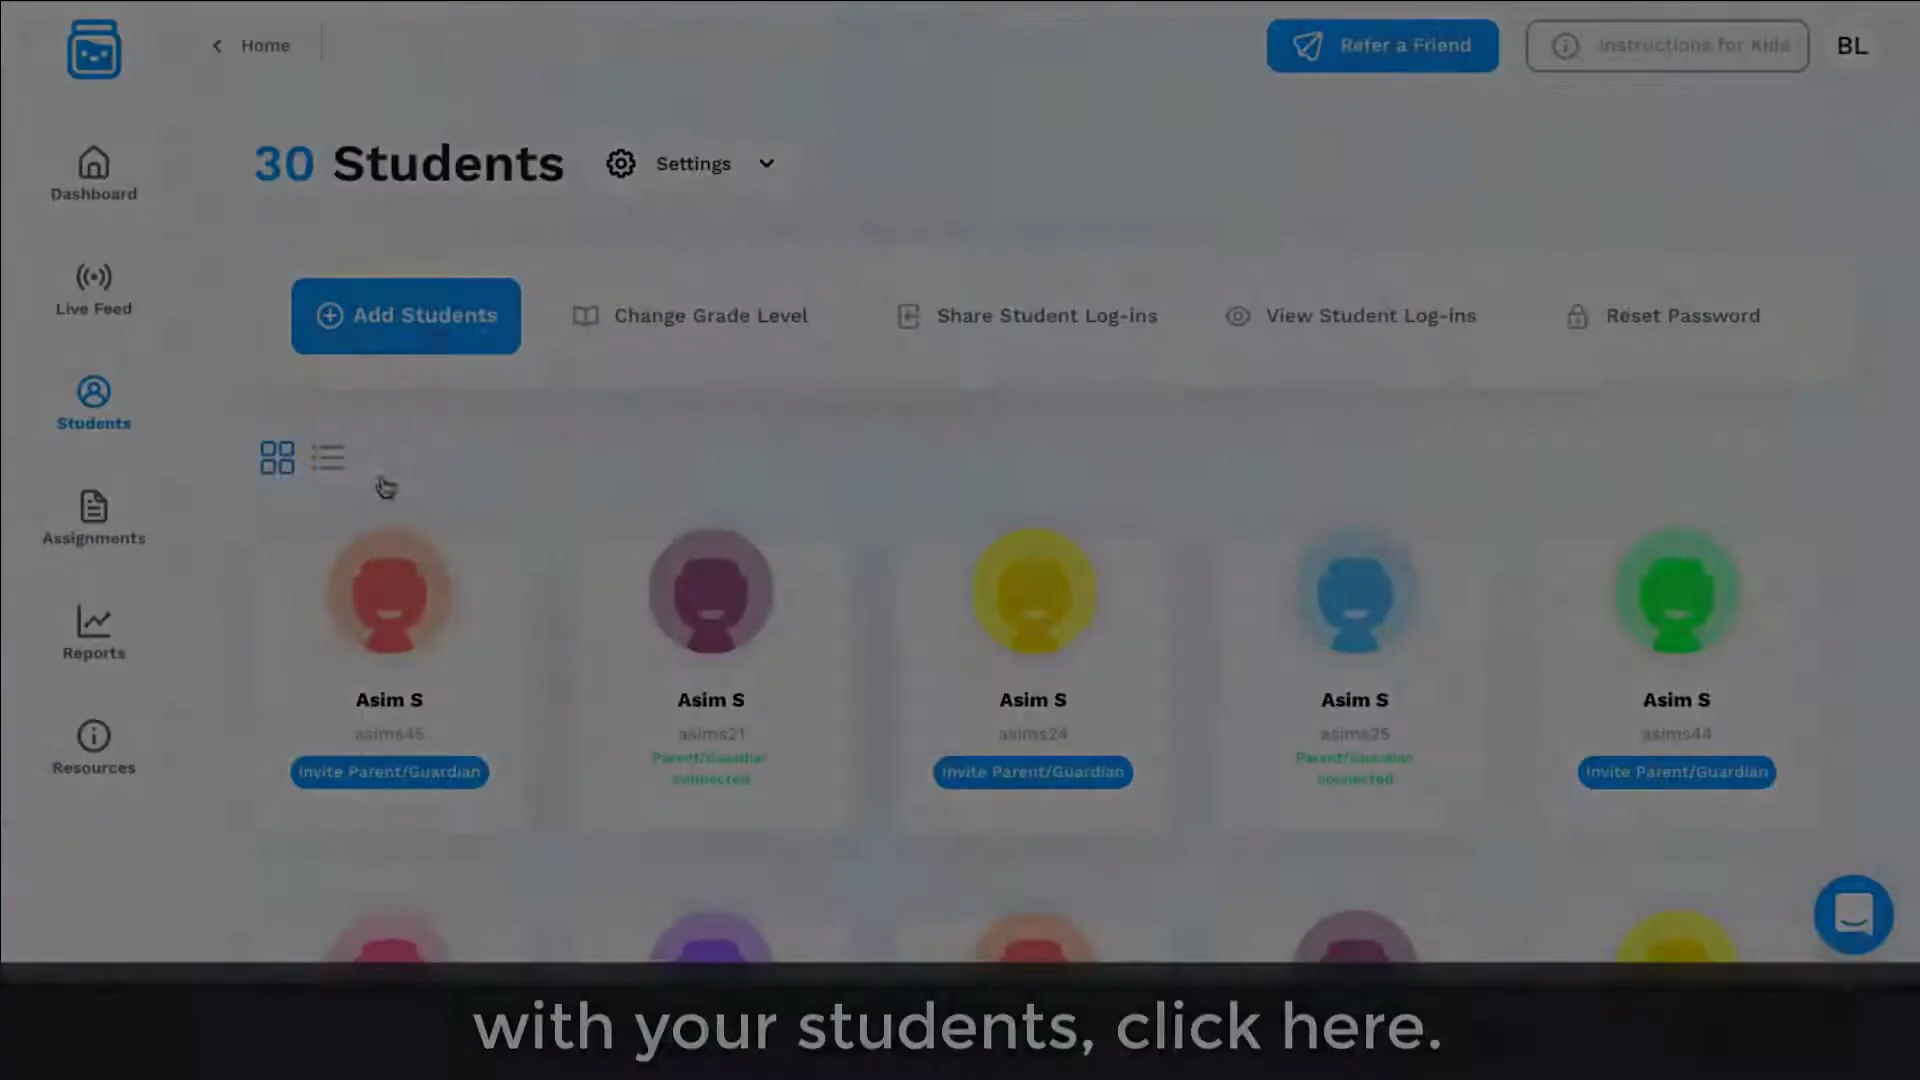 Home
Refer a Friend
Instructions for Kids
BL
30 Students
Settings
Dashboard
Live Feed
Students
Assignments
Reports
Resources
Add Students
Change Grade Level
Share Student Log-ins
View Student Log-ins
Reset Password
Asim S
asims45
Invite Parent/Guardian
Asim S
asims21
Parent/Guardian
connected
Asim S
asims24
Invite Parent/Guardian
Asim S
asims25
Parent/Guardian
connected
Asim S
asims44
Invite Parent/Guardian
with your students, click here.